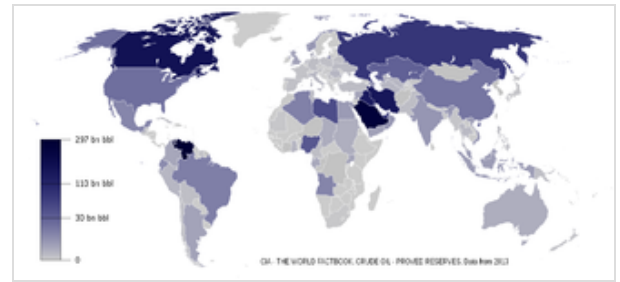 297 bn bbl
110 bn bbl
30 bn bbl
0
CIA - THE WORLD FACTBOOK, CRUDE OIL - PROVED RESERVES, Data from 2013